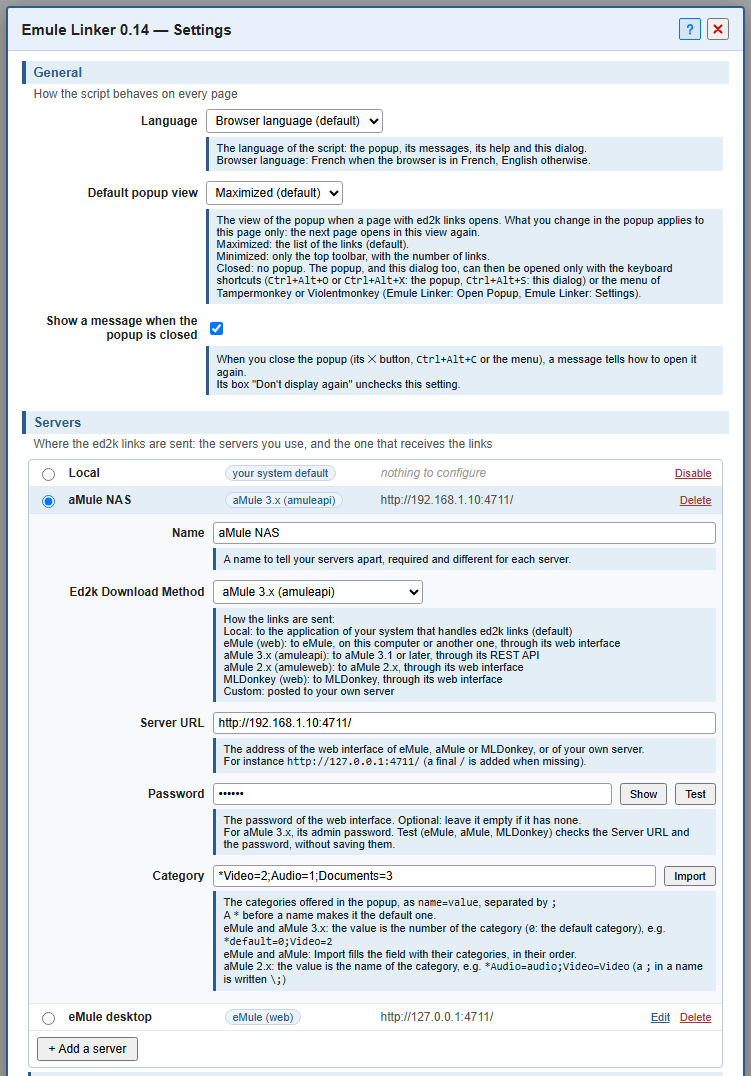 Emule Linker 0.14 — Settings
?
General
How the script behaves on every page
Language
Browser language (default)
The language of the script: the popup, its messages, its help and this dialog.
Browser language: French when the browser is in French, English otherwise.
Default popup view
Maximized (default)
The view of the popup when a page with ed2k links opens. What you change in the popup applies to
this page only: the next page opens in this view again.
Maximized: the list of the links (default).
Minimized: only the top toolbar, with the number of links.
Closed: no popup. The popup, and this dialog too, can then be opened only with the keyboard
shortcuts (Ctrl+Alt+O or Ctrl+Alt+X: the popup, Ctrl+Alt+S: this dialog) or the menu of
Tampermonkey or Violentmonkey (Emule Linker: Open Popup, Emule Linker: Settings).
Show a message when the
popup is closed
When you close the popup (its ✕ button, Ctrl+Alt+C or the menu), a message tells how to open it
again.
Its box "Don't display again" unchecks this setting.
Servers
Where the ed2k links are sent: the servers you use, and the one that receives the links
Local your system default nothing to configure Disable
aMule NAS aMule 3.x (amuleapi) http://192.168.1.10:4711/ Delete
Name aMule NAS
A name to tell your servers apart, required and different for each server.
Ed2k Download Method aMule 3.x (amuleapi)
How the links are sent:
Local: to the application of your system that handles ed2k links (default)
eMule (web): to eMule, on this computer or another one, through its web interface
aMule 3.x (amuleapi): to aMule 3.1 or later, through its REST API
aMule 2.x (amuleweb): to aMule 2.x, through its web interface
MLDonkey (web): to MLDonkey, through its web interface
Custom: posted to your own server
Server URL http://192.168.1.10:4711/
The address of the web interface of eMule, aMule or MLDonkey, or of your own server.
For instance http://127.0.0.1:4711/ (a final / is added when missing).
Password •••••• Show Test
The password of the web interface. Optional: leave it empty if it has none.
For aMule 3.x, its admin password. Test (eMule, aMule, MLDonkey) checks the Server URL and
the password, without saving them.
Category *Video=2;Audio=1;Documents=3 Import
The categories offered in the popup, as name=value, separated by ;
A * before a name makes it the default one.
eMule and aMule 3.x: the value is the number of the category (0: the default category), e.g.
*default=0;Video=2
eMule and aMule: Import fills the field with their categories, in their order.
aMule 2.x: the value is the name of the category, e.g. *Audio=audio;Video=Video (a ; in a name
is written \;)
eMule desktop eMule (web) http://127.0.0.1:4711/ Edit Delete
+ Add a server